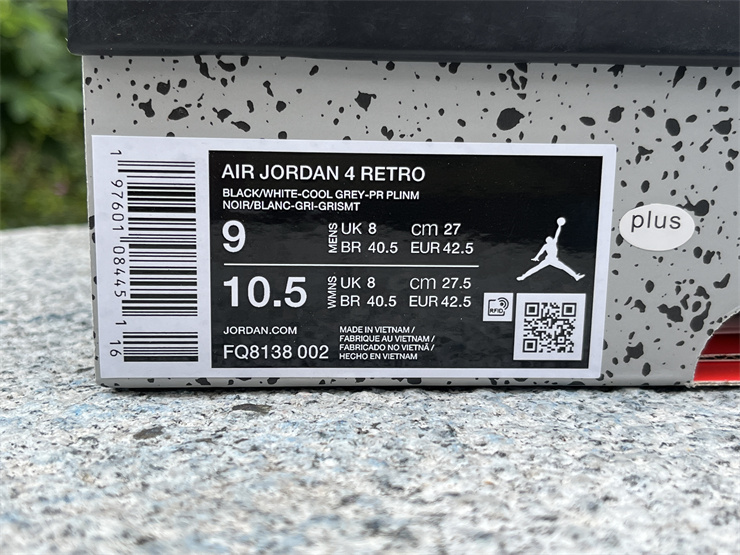 AIR JORDAN 4 RETRO
BLACK/WHITE-COOL GREY-PR PLINM
NOIR/BLANC-GRI-GRISMT
9
MENS
UK 8 cm 27
BR 40.5 EUR 42.5
10.5
WMNS
UK 8 cm 27.5
BR 40.5 EUR 42.5
JORDAN.COM
FQ8138 002
MADE IN VIETNAM /
FABRIQUE AU VIETNAM /
FABRICADO NO VIETNÃ /
HECHO EN VIETNAM
RFID
1 97601 08445 1 16
plus